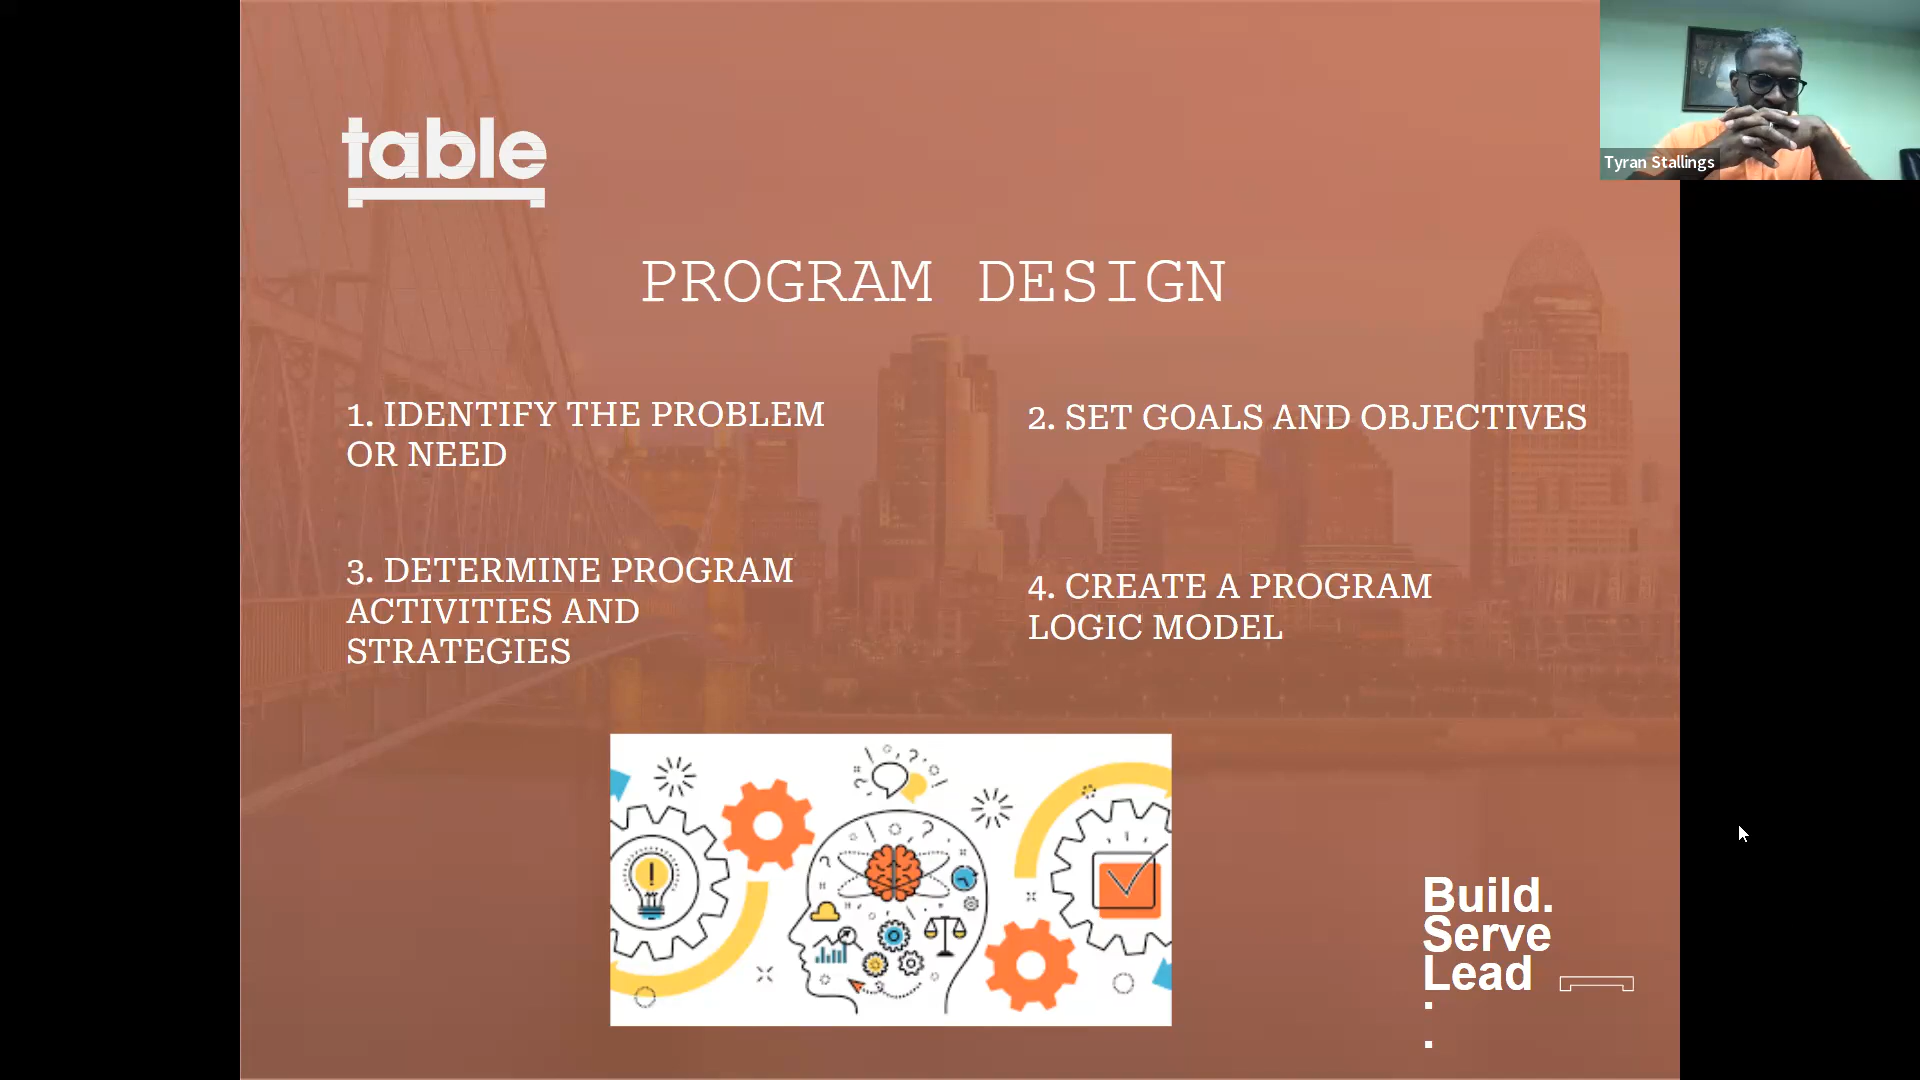 table
Tyran Stallings
PROGRAM DESIGN
1. IDENTIFY THE PROBLEM
OR NEED
2. SET GOALS AND OBJECTIVES
3. DETERMINE PROGRAM
ACTIVITIES AND
STRATEGIES
4. CREATE A PROGRAM
LOGIC MODEL
Build.
Serve
Lead
.
.